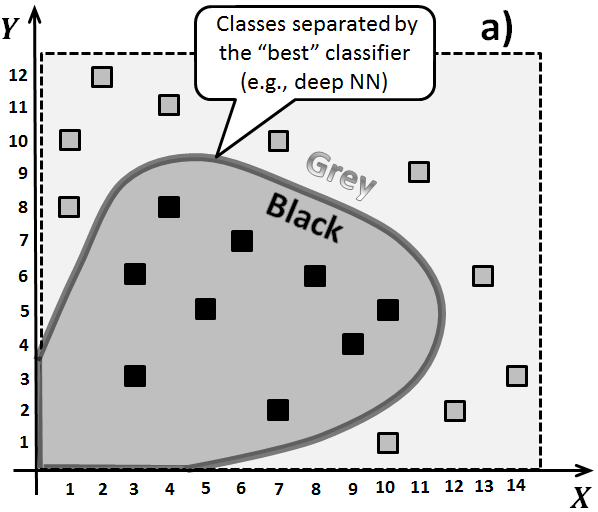 Y
Classes separated by
the “best” classifier
(e.g., deep NN)
a)
12
11
10
9
8
7
6
5
4
3
2
1
Grey
Black
1 2 3 4 5 6 7 8 9 10 11 12 13 14
X